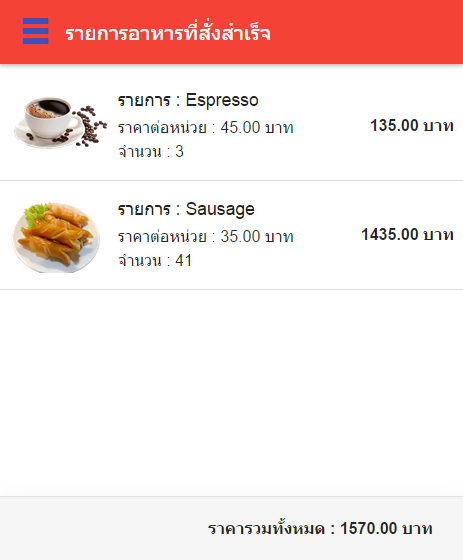 รายการอาหารที่สั่งสำเร็จ
รายการ : Espresso
ราคาต่อหน่วย : 45.00 บาท
135.00 บาท
จำนวน : 3
รายการ : Sausage
ราคาต่อหน่วย : 35.00 บาท
1435.00 บาท
จำนวน : 41
ราคารวมทั้งหมด : 1570.00 บาท